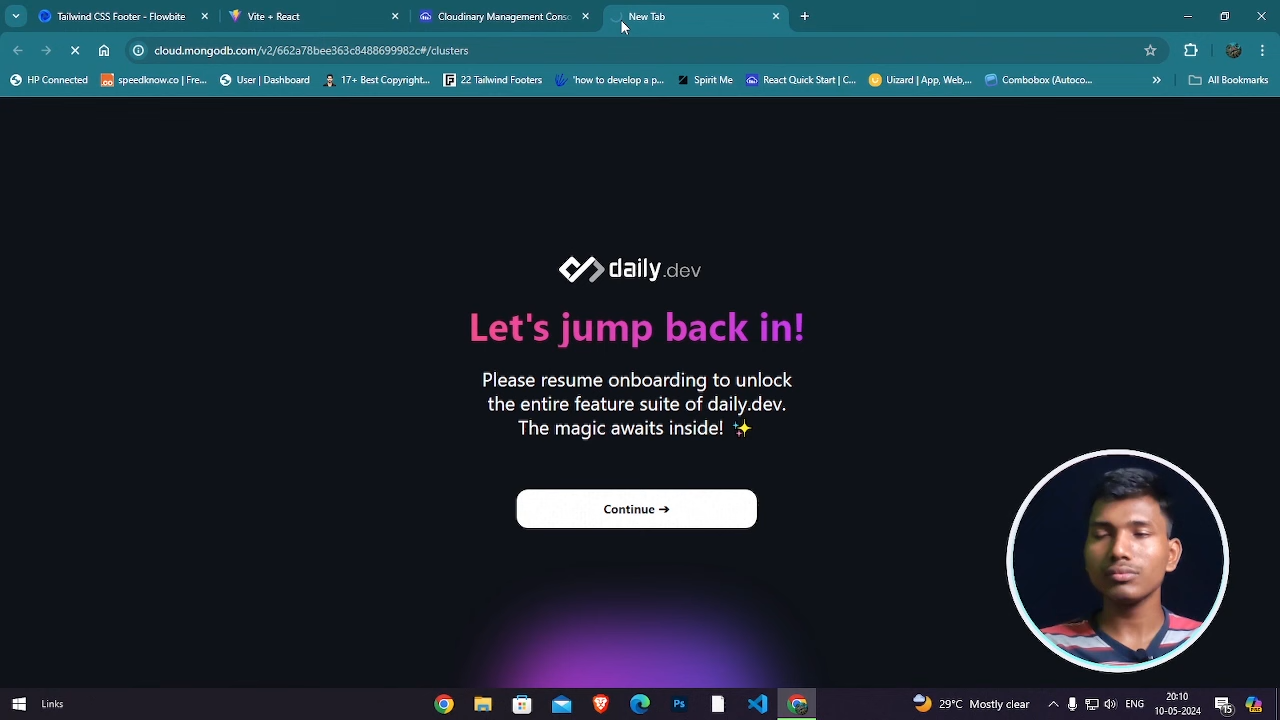 Tailwind CSS Footer - Flowbite
Vite + React
Cloudinary Management Conso
New Tab
cloud.mongodb.com/v2/662a78bee363c8488699982c#/clusters
HP Connected
speedknow.co | Fre...
User | Dashboard
17+ Best Copyright...
22 Tailwind Footers
"how to develop a p...
Spirit Me
React Quick Start | C...
Uizard | App, Web,...
Combobox (Autoco...
All Bookmarks
daily.dev
Let's jump back in!
Please resume onboarding to unlock
the entire feature suite of daily.dev.
The magic awaits inside! ✨
Continue ➔
Links
29°C Mostly clear
ENG
20:10
10-05-2024